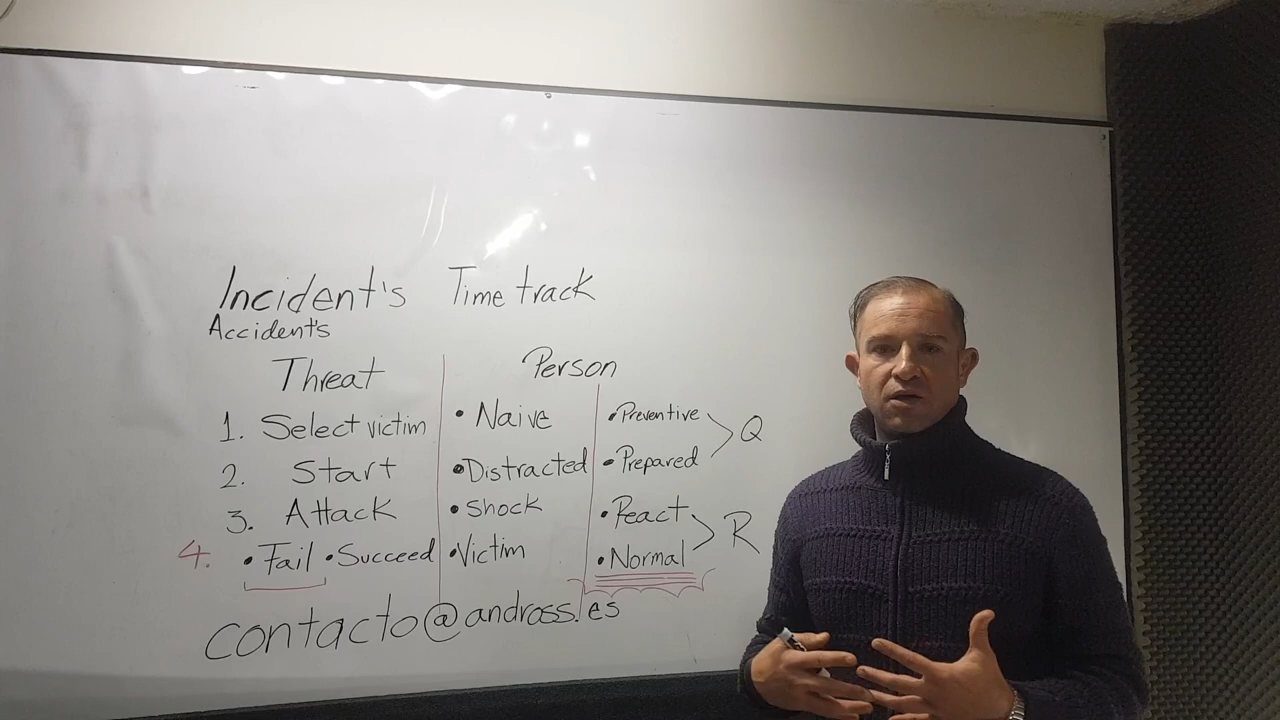 Incident's Time track
Accident's
Threat Person
1. Select victim • Naive • Preventive
Q
2. Start • Distracted • Prepared
3. Attack • Shock • React
R
4. • Fail • Succeed • Victim • Normal
contacto@andross.es